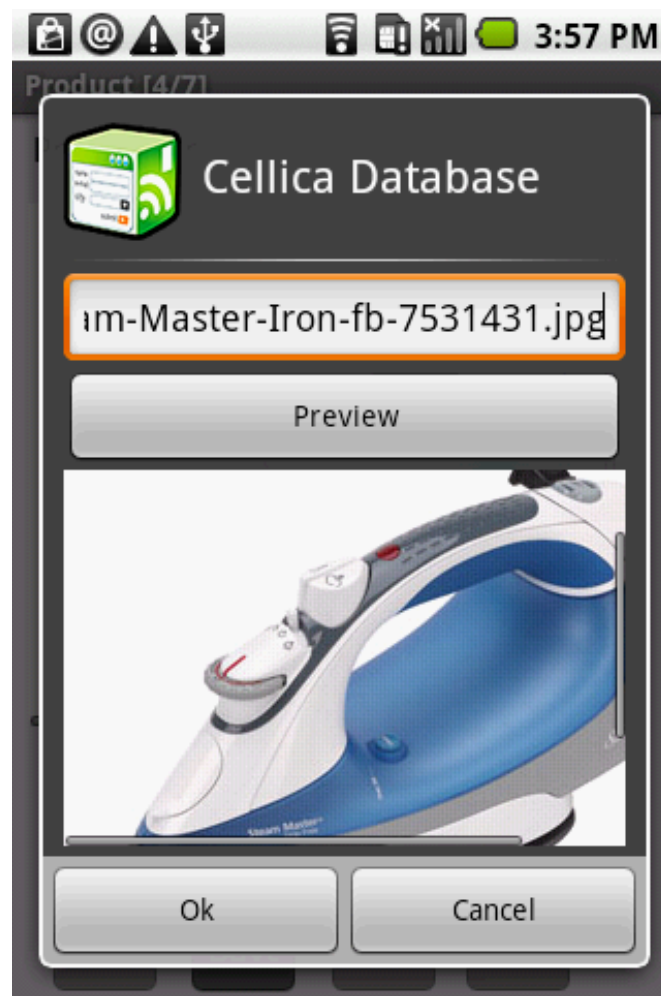 3:57 PM
Product [4/7]
Cellica Database
am-Master-Iron-fb-7531431.jpg
Preview
Steam Master
Ok
Cancel